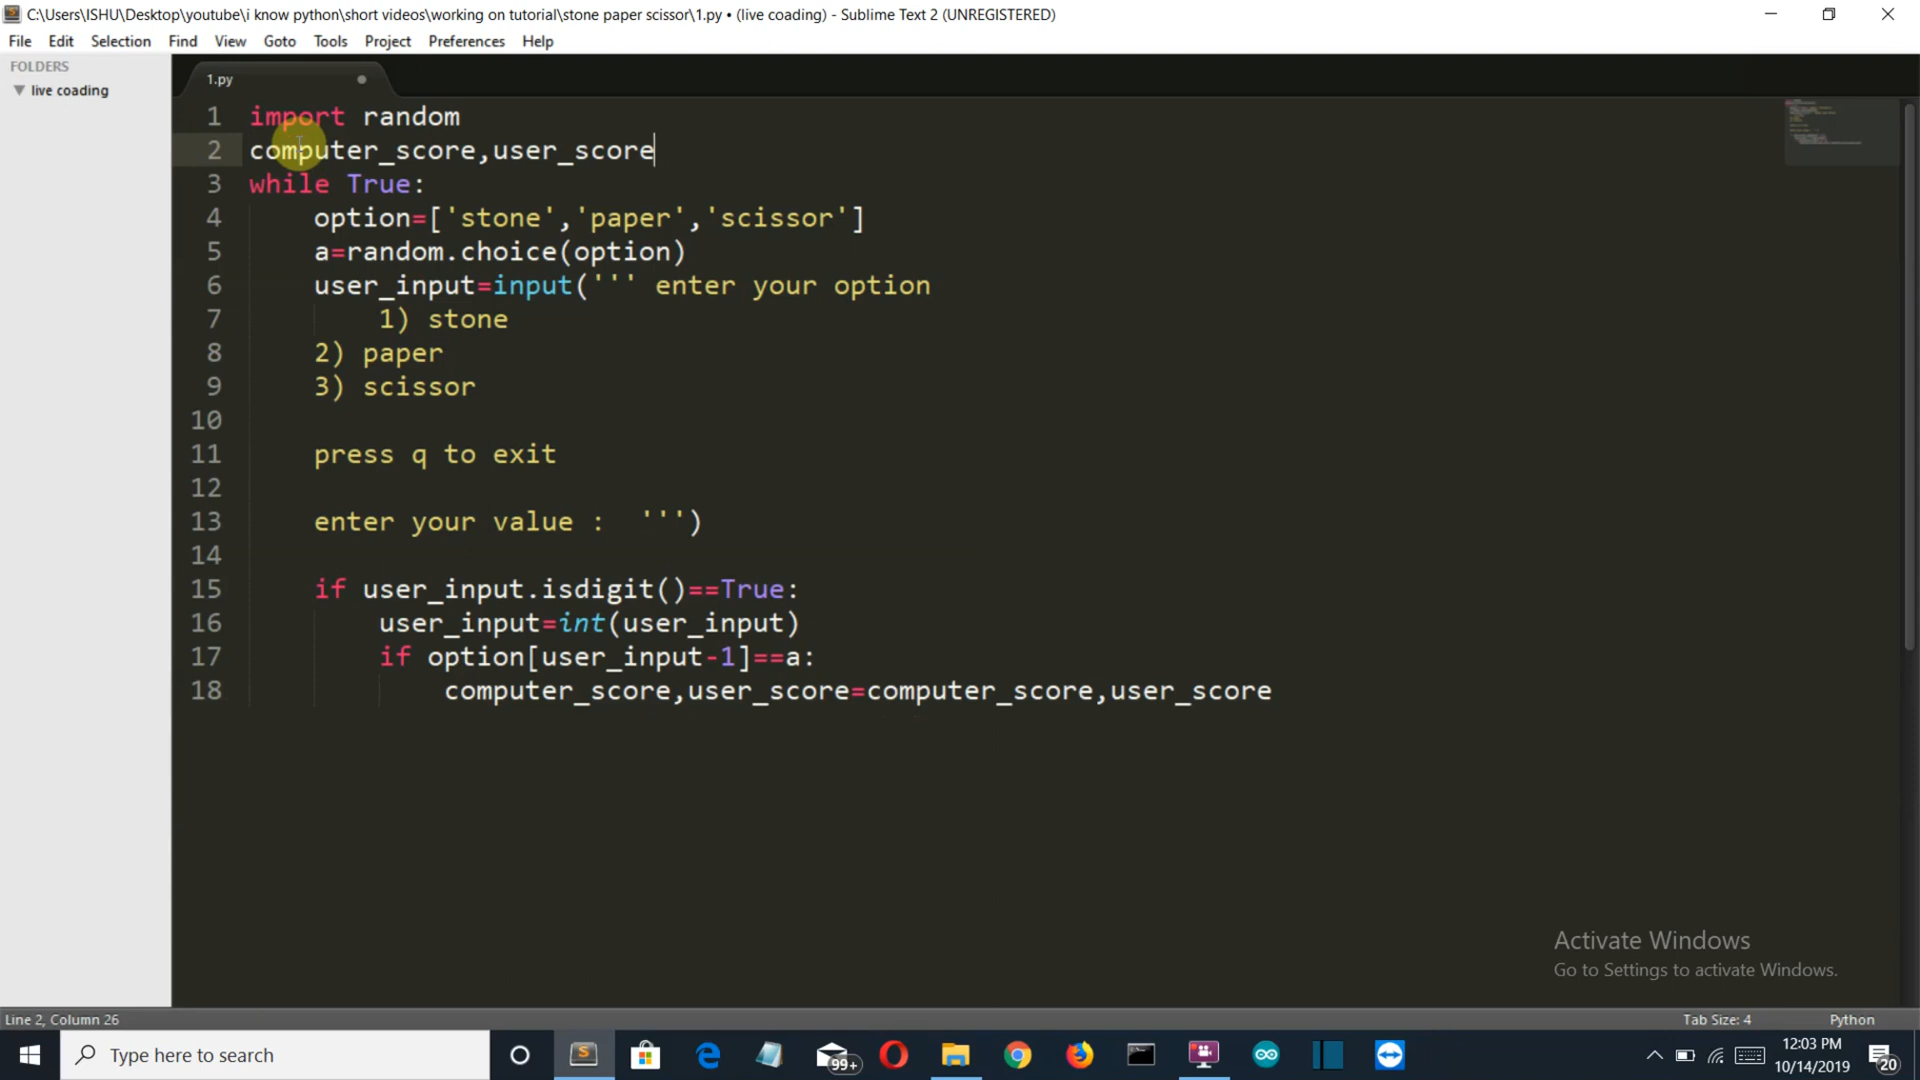 C:\Users\ISHU\Desktop\youtube\i know python\short videos\working on tutorial\stone paper scissor\1.py • (live coading) - Sublime Text 2 (UNREGISTERED)
File Edit Selection Find View Goto Tools Project Preferences Help
FOLDERS
live coading
1.py
1 import random
2 computer_score,user_score
3 while True:
4 option=['stone','paper','scissor']
5 a=random.choice(option)
6 user_input=input(''' enter your option
7 1) stone
8 2) paper
9 3) scissor
10
11 press q to exit
12
13 enter your value :  ''')
14
15 if user_input.isdigit()==True:
16 user_input=int(user_input)
17 if option[user_input-1]==a:
18 computer_score,user_score=computer_score,user_score
Activate Windows
Go to Settings to activate Windows.
Line 2, Column 26 Tab Size: 4 Python
Type here to search
99+
12:03 PM
10/14/2019
20